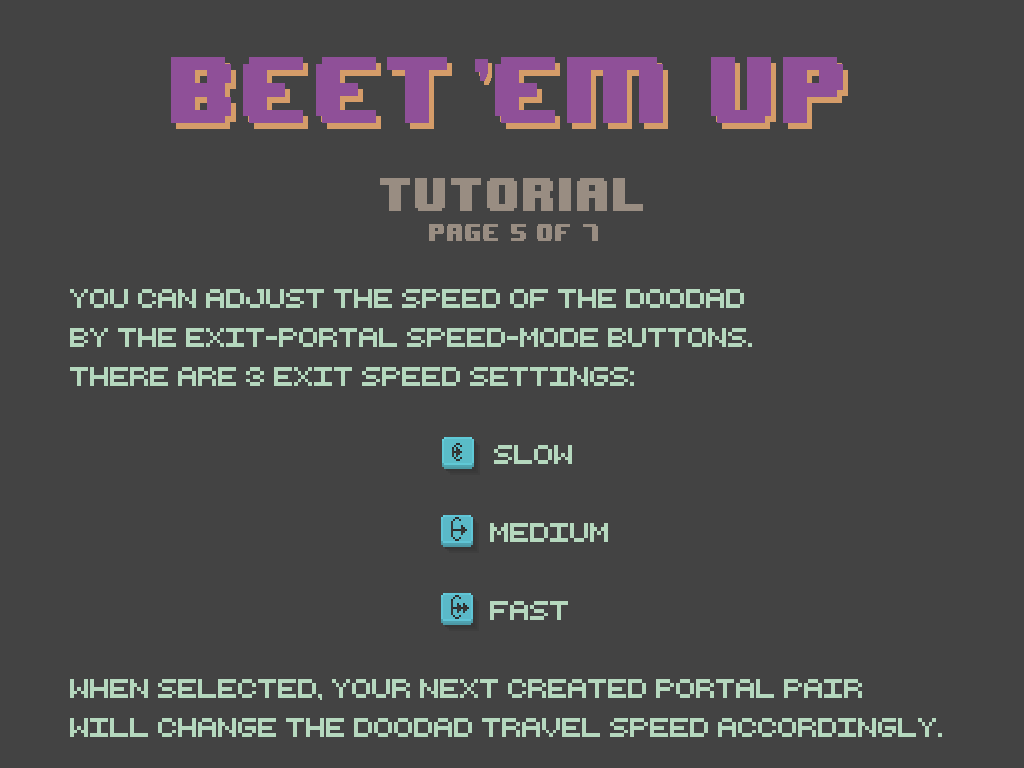 BEET 'EM UP
TUTORIAL
PAGE 5 OF 7
YOU CAN ADJUST THE SPEED OF THE DOODAD
BY THE EXIT-PORTAL SPEED-MODE BUTTONS.
THERE ARE 3 EXIT SPEED SETTINGS:
SLOW
MEDIUM
FAST
WHEN SELECTED, YOUR NEXT CREATED PORTAL PAIR
WILL CHANGE THE DOODAD TRAVEL SPEED ACCORDINGLY.